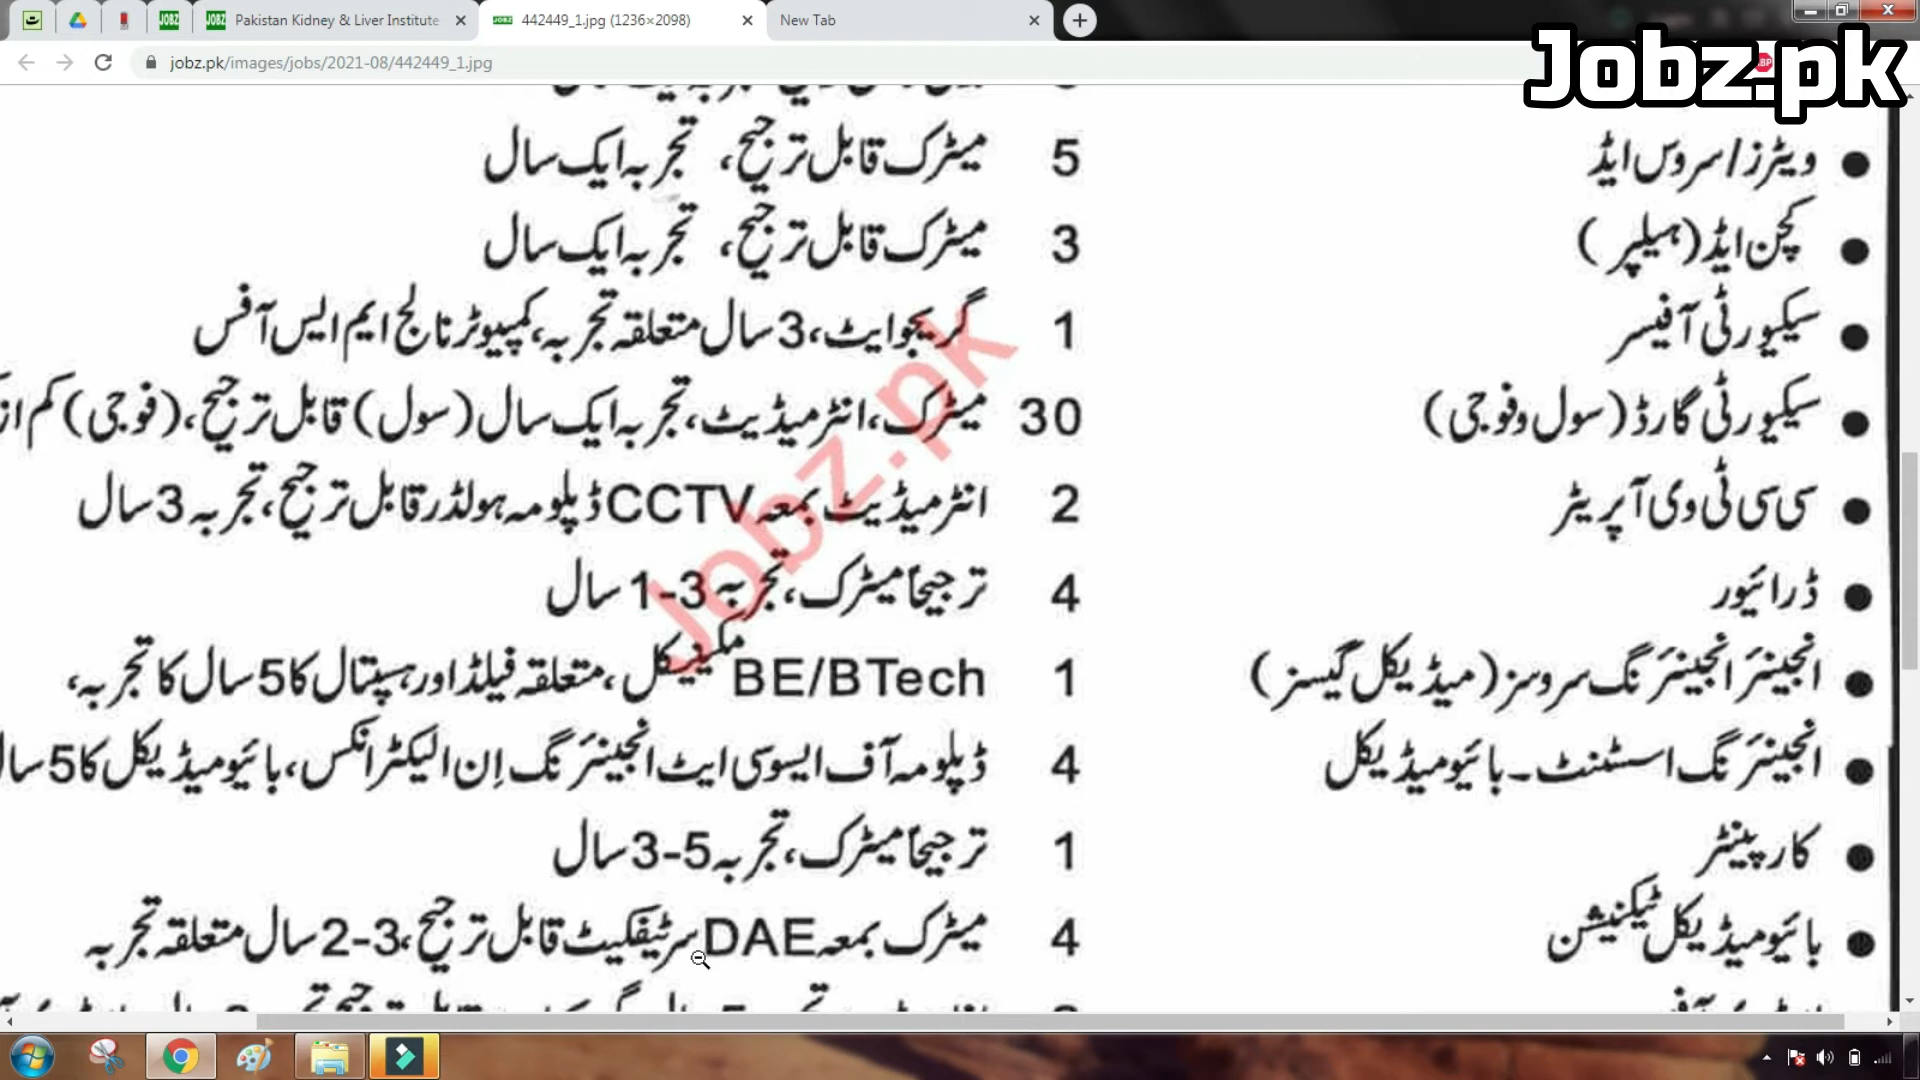 Pakistan Kidney & Liver Institute
442449_1.jpg (1236×2098)
New Tab
jobz.pk/images/jobs/2021-08/442449_1.jpg
Jobz.pk
ویٹرز/سروس ایڈ 5 میٹرک قابل ترجیح، تجربہ ایک سال
کچن ایڈ (ہیلپر) 3 میٹرک قابل ترجیح، تجربہ ایک سال
سیکیورٹی آفیسر 1 گریجوایٹ، 3 سال متعلقہ تجربہ، کمپیوٹر نالج ایم ایس آفس
سیکیورٹی گارڈ (سول و فوجی) 30 میٹرک، انٹرمیڈیٹ، تجربہ ایک سال (سول) قابل ترجیح، (فوجی) کم از
سی سی ٹی وی آپریٹر 2 انٹرمیڈیٹ بمعہ CCTV ڈپلومہ ہولڈر قابل ترجیح، تجربہ 3 سال
ڈرائیور 4 ترجیحاً میٹرک، تجربہ 3-1 سال
انجینئر انجینئرنگ سروسز (میڈیکل گیسز) 1 BE/BTech مکینیکل، متعلقہ فیلڈ اور ہسپتال کا 5 سال کا تجربہ،
انجینئرنگ اسسٹنٹ۔ بائیومیڈیکل 4 ڈپلومہ آف ایسوسی ایٹ انجینئرنگ اِن الیکٹرانکس، بائیومیڈیکل کا 5 سال
کارپینٹر 1 ترجیحاً میٹرک، تجربہ 5-3 سال
بائیومیڈیکل ٹیکنیشن 4 میٹرک بمعہ DAE سرٹیفکیٹ قابل ترجیح، 3-2 سال متعلقہ تجربہ
Jobz.pk